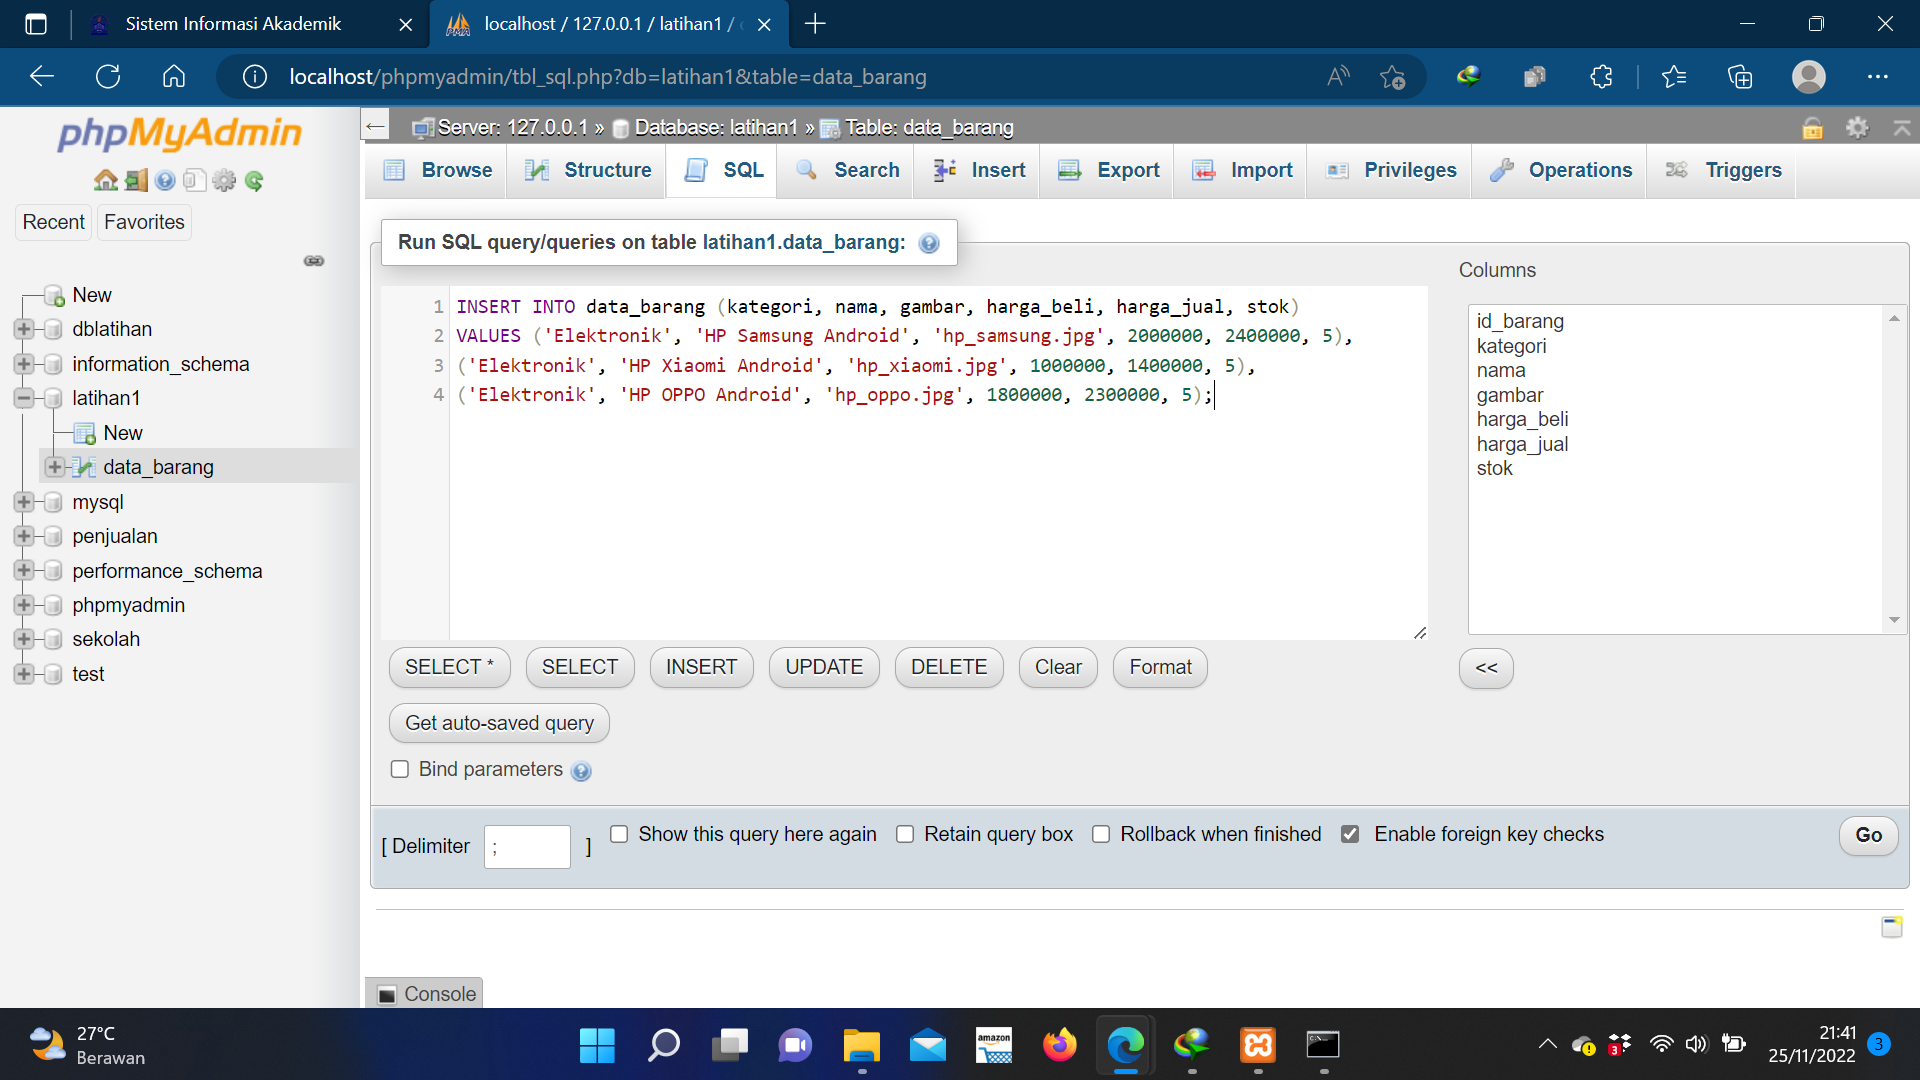 Sistem Informasi Akademik
localhost / 127.0.0.1 / latihan1 /
localhost/phpmyadmin/tbl_sql.php?db=latihan1&table=data_barang
phpMyAdmin
Recent
Favorites
New
dblatihan
information_schema
latihan1
New
data_barang
mysql
penjualan
performance_schema
phpmyadmin
sekolah
test
Server: 127.0.0.1 » Database: latihan1 » Table: data_barang
Browse
Structure
SQL
Search
Insert
Export
Import
Privileges
Operations
Triggers
Run SQL query/queries on table latihan1.data_barang:
1 INSERT INTO data_barang (kategori, nama, gambar, harga_beli, harga_jual, stok)
2 VALUES ('Elektronik', 'HP Samsung Android', 'hp_samsung.jpg', 2000000, 2400000, 5),
3 ('Elektronik', 'HP Xiaomi Android', 'hp_xiaomi.jpg', 1000000, 1400000, 5),
4 ('Elektronik', 'HP OPPO Android', 'hp_oppo.jpg', 1800000, 2300000, 5);
Columns
id_barang
kategori
nama
gambar
harga_beli
harga_jual
stok
SELECT *
SELECT
INSERT
UPDATE
DELETE
Clear
Format
<<
Get auto-saved query
Bind parameters
[ Delimiter ; ]
Show this query here again
Retain query box
Rollback when finished
Enable foreign key checks
Go
Console
27°C
Berawan
amazon
3
21:41
25/11/2022
3